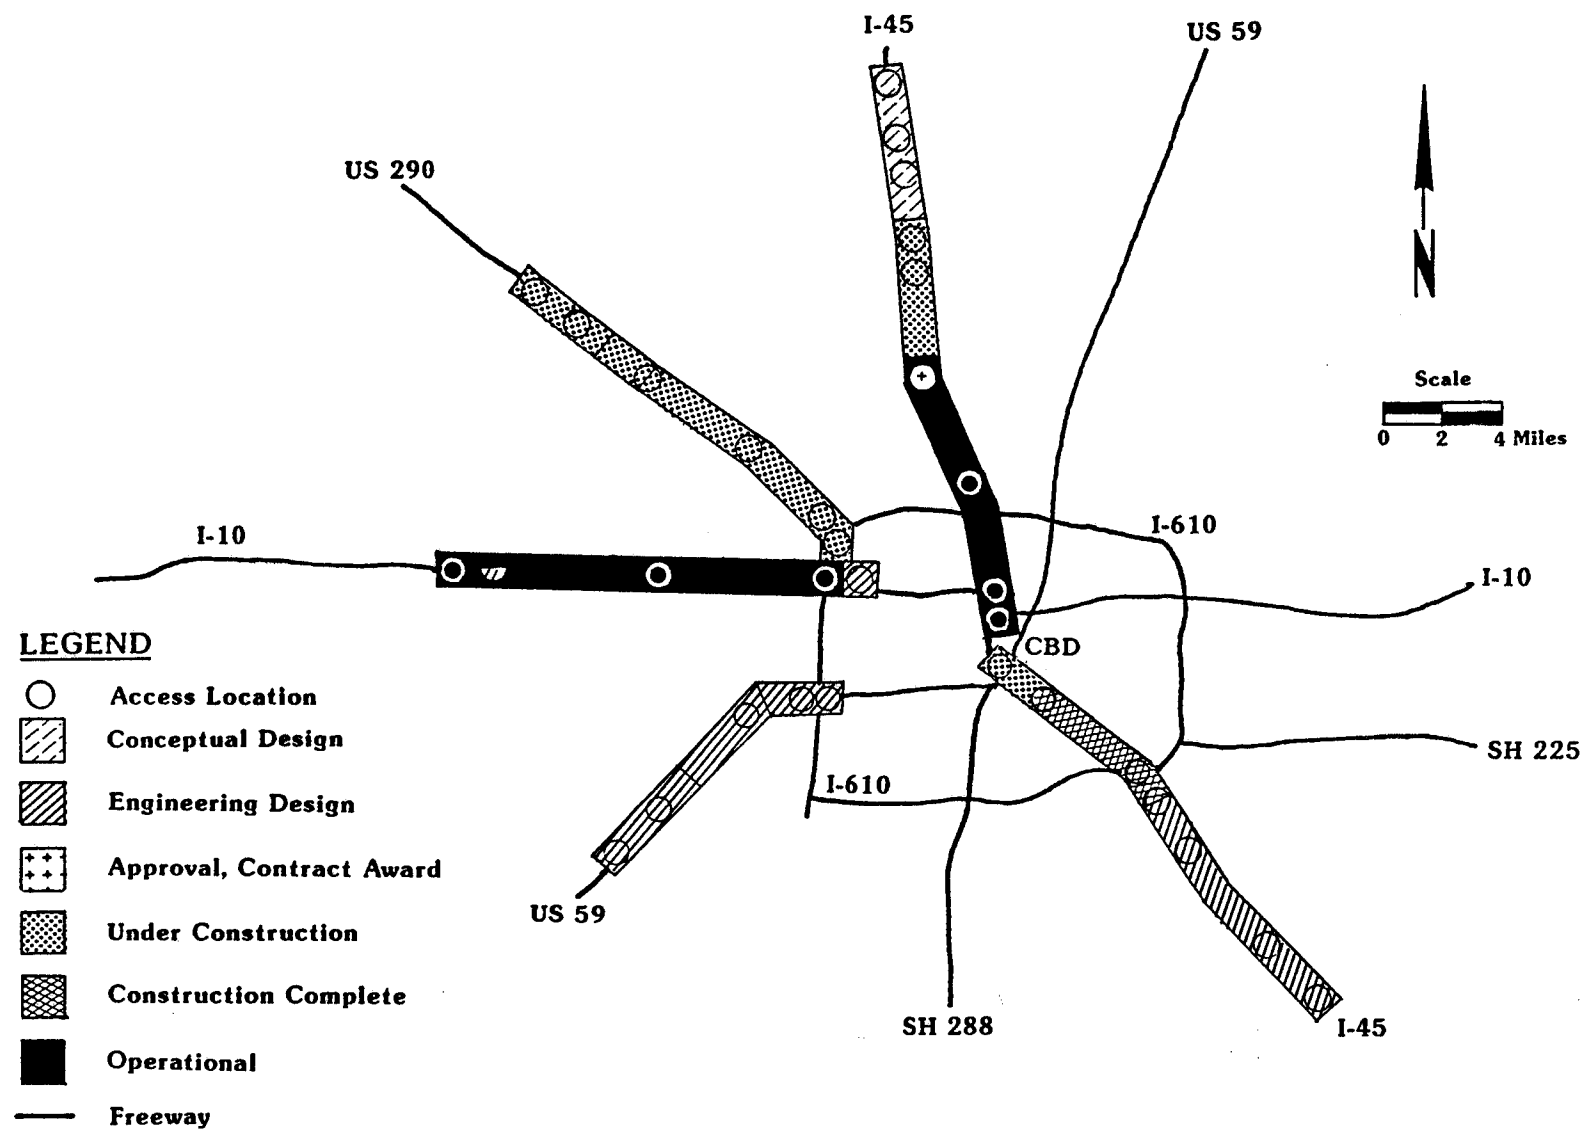 I-45
US 59
US 290
N
Scale
0 2 4 Miles
I-10
I-610
I-10
CBD
LEGEND
Access Location
Conceptual Design
Engineering Design
Approval, Contract Award
Under Construction
Construction Complete
Operational
Freeway
SH 225
I-610
US 59
SH 288
I-45